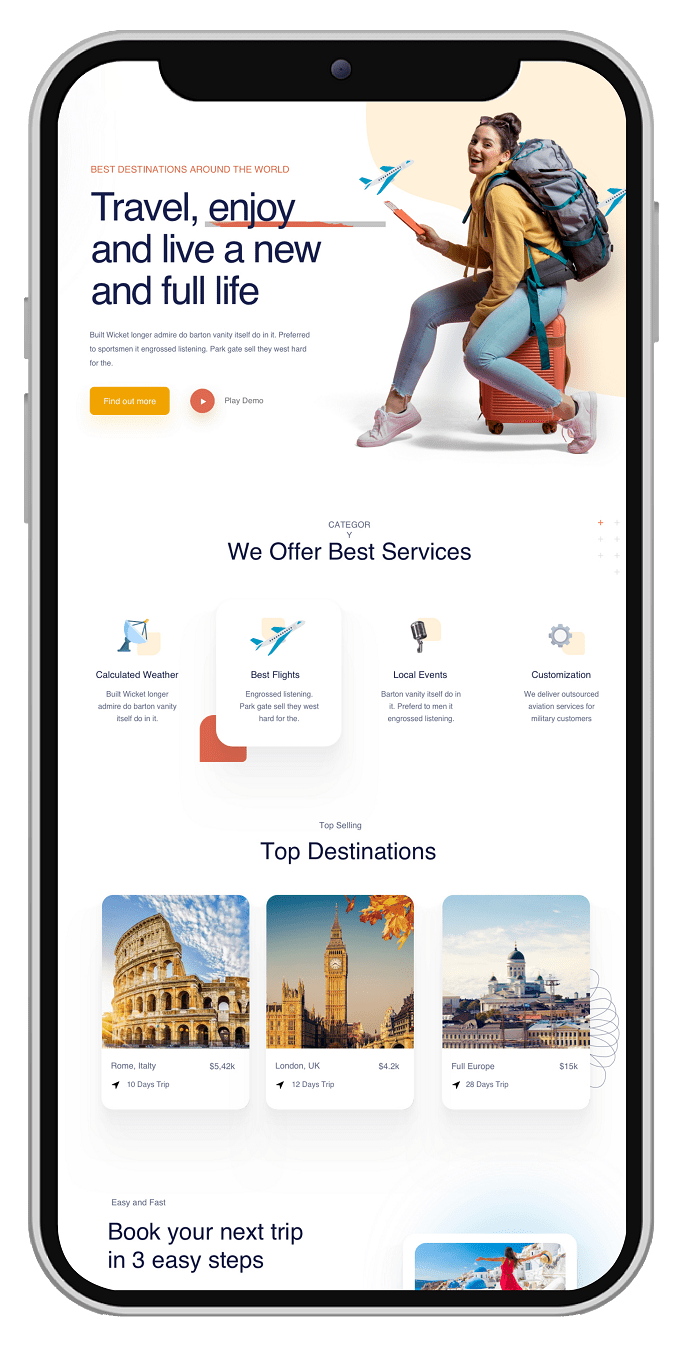 BEST DESTINATIONS AROUND THE WORLD
Travel, enjoy
and live a new
and full life
Built Wicket longer admire do barton vanity itself do in it. Preferred
to sportsmen it engrossed listening. Park gate sell they west hard
for the.
Find out more
Play Demo
CATEGOR
Y
We Offer Best Services
Calculated Weather
Built Wicket longer
admire do barton vanity
itself do in it.
Best Flights
Engrossed listening.
Park gate sell they west
hard for the.
Local Events
Barton vanity itself do in
it. Preferd to men it
engrossed listening.
Customization
We deliver outsourced
aviation services for
military customers
Top Selling
Top Destinations
Rome, Italty
$5,42k
10 Days Trip
London, UK
$4.2k
12 Days Trip
Full Europe
$15k
28 Days Trip
Easy and Fast
Book your next trip
in 3 easy steps